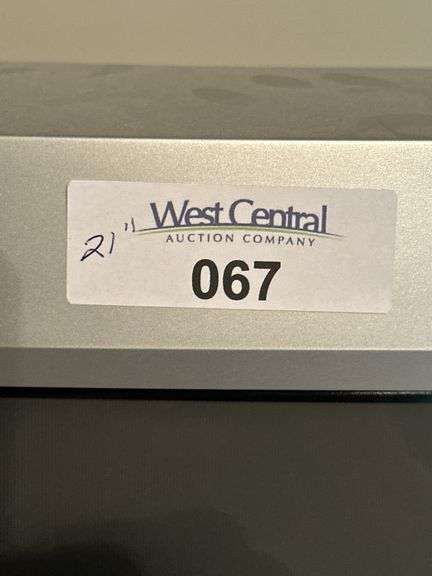 21" West Central
AUCTION COMPANY
067